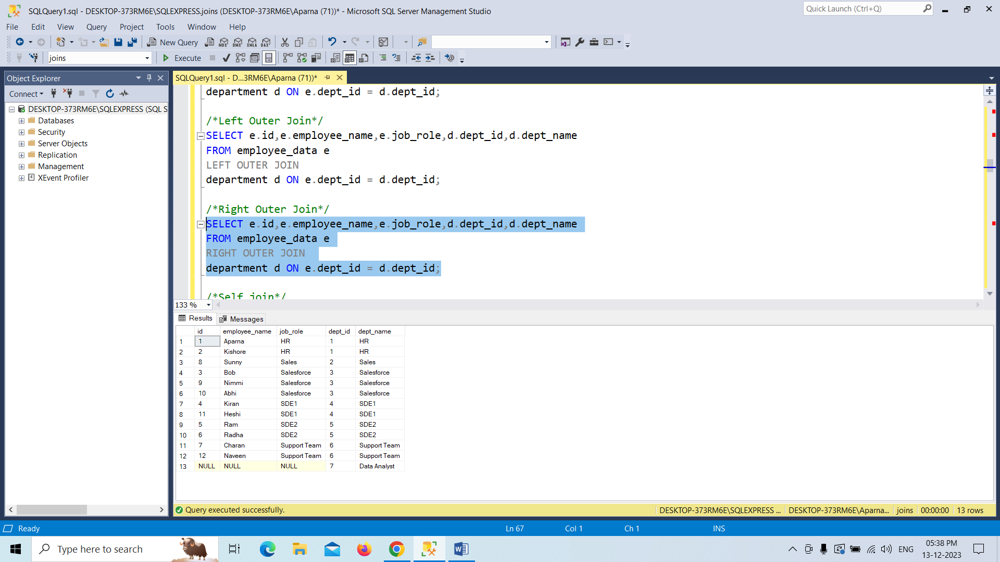 SQLQuery1.sql - DESKTOP-373RM6E\SQLEXPRESS.joins (DESKTOP-373RM6E\Aparna (71))* - Microsoft SQL Server Management Studio
Quick Launch (Ctrl+Q)
File Edit View Query Project Tools Window Help
New Query MDX DMX XMLA DAX
joins Execute
Object Explorer
Connect
DESKTOP-373RM6E\SQLEXPRESS (SQL S
Databases
Security
Server Objects
Replication
Management
XEvent Profiler
SQLQuery1.sql - D...3RM6E\Aparna (71))*
department d ON e.dept_id = d.dept_id;
/*Left Outer Join*/
SELECT e.id,e.employee_name,e.job_role,d.dept_id,d.dept_name
FROM employee_data e
LEFT OUTER JOIN
department d ON e.dept_id = d.dept_id;
/*Right Outer Join*/
SELECT e.id,e.employee_name,e.job_role,d.dept_id,d.dept_name
FROM employee_data e
RIGHT OUTER JOIN
department d ON e.dept_id = d.dept_id;
/*Self join*/
133 %
Results Messages
id employee_name job_role dept_id dept_name
1 1 Aparna HR 1 HR
2 2 Kishore HR 1 HR
3 8 Sunny Sales 2 Sales
4 3 Bob Salesforce 3 Salesforce
5 9 Nimmi Salesforce 3 Salesforce
6 10 Abhi Salesforce 3 Salesforce
7 4 Kiran SDE1 4 SDE1
8 11 Heshi SDE1 4 SDE1
9 5 Ram SDE2 5 SDE2
10 6 Radha SDE2 5 SDE2
11 7 Charan Support Team 6 Support Team
12 12 Naveen Support Team 6 Support Team
13 NULL NULL NULL 7 Data Analyst
Query executed successfully. DESKTOP-373RM6E\SQLEXPRESS ... DESKTOP-373RM6E\Aparna... joins 00:00:00 13 rows
Ready Ln 67 Col 1 Ch 1 INS
Type here to search
ENG
05:38 PM
13-12-2023